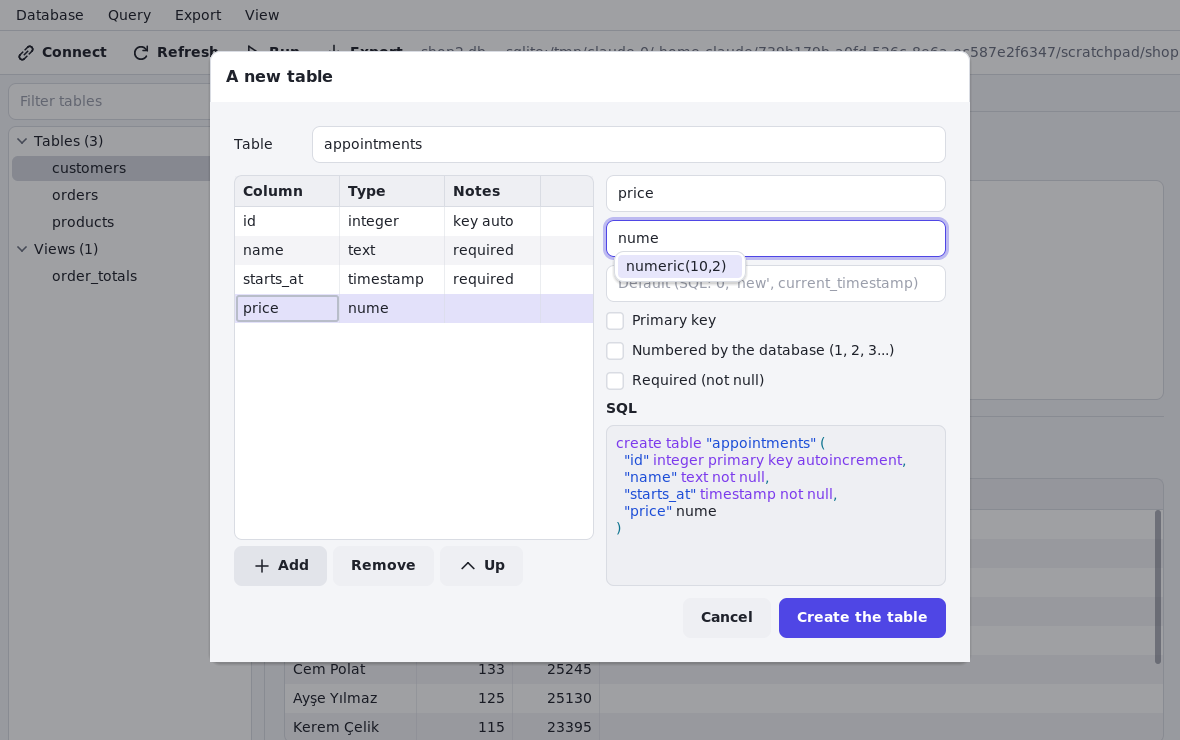 Database Query Export View
Connect Refresh Run Export
Filter tables
A new table
Tables (3)
customers
orders
products
Views (1)
order_totals
Table appointments
Column Type Notes
id integer key auto
name text required
starts_at timestamp required
price nume
price
nume
numeric(10,2)
Default (SQL: 0, 'new', current_timestamp)
Primary key
Numbered by the database (1, 2, 3...)
Required (not null)
SQL
create table "appointments" (
"id" integer primary key autoincrement,
"name" text not null,
"starts_at" timestamp not null,
"price" nume
)
Add Remove Up
Cancel Create the table
Cem Polat 133 25245
Ayşe Yılmaz 125 25130
Kerem Çelik 115 23395